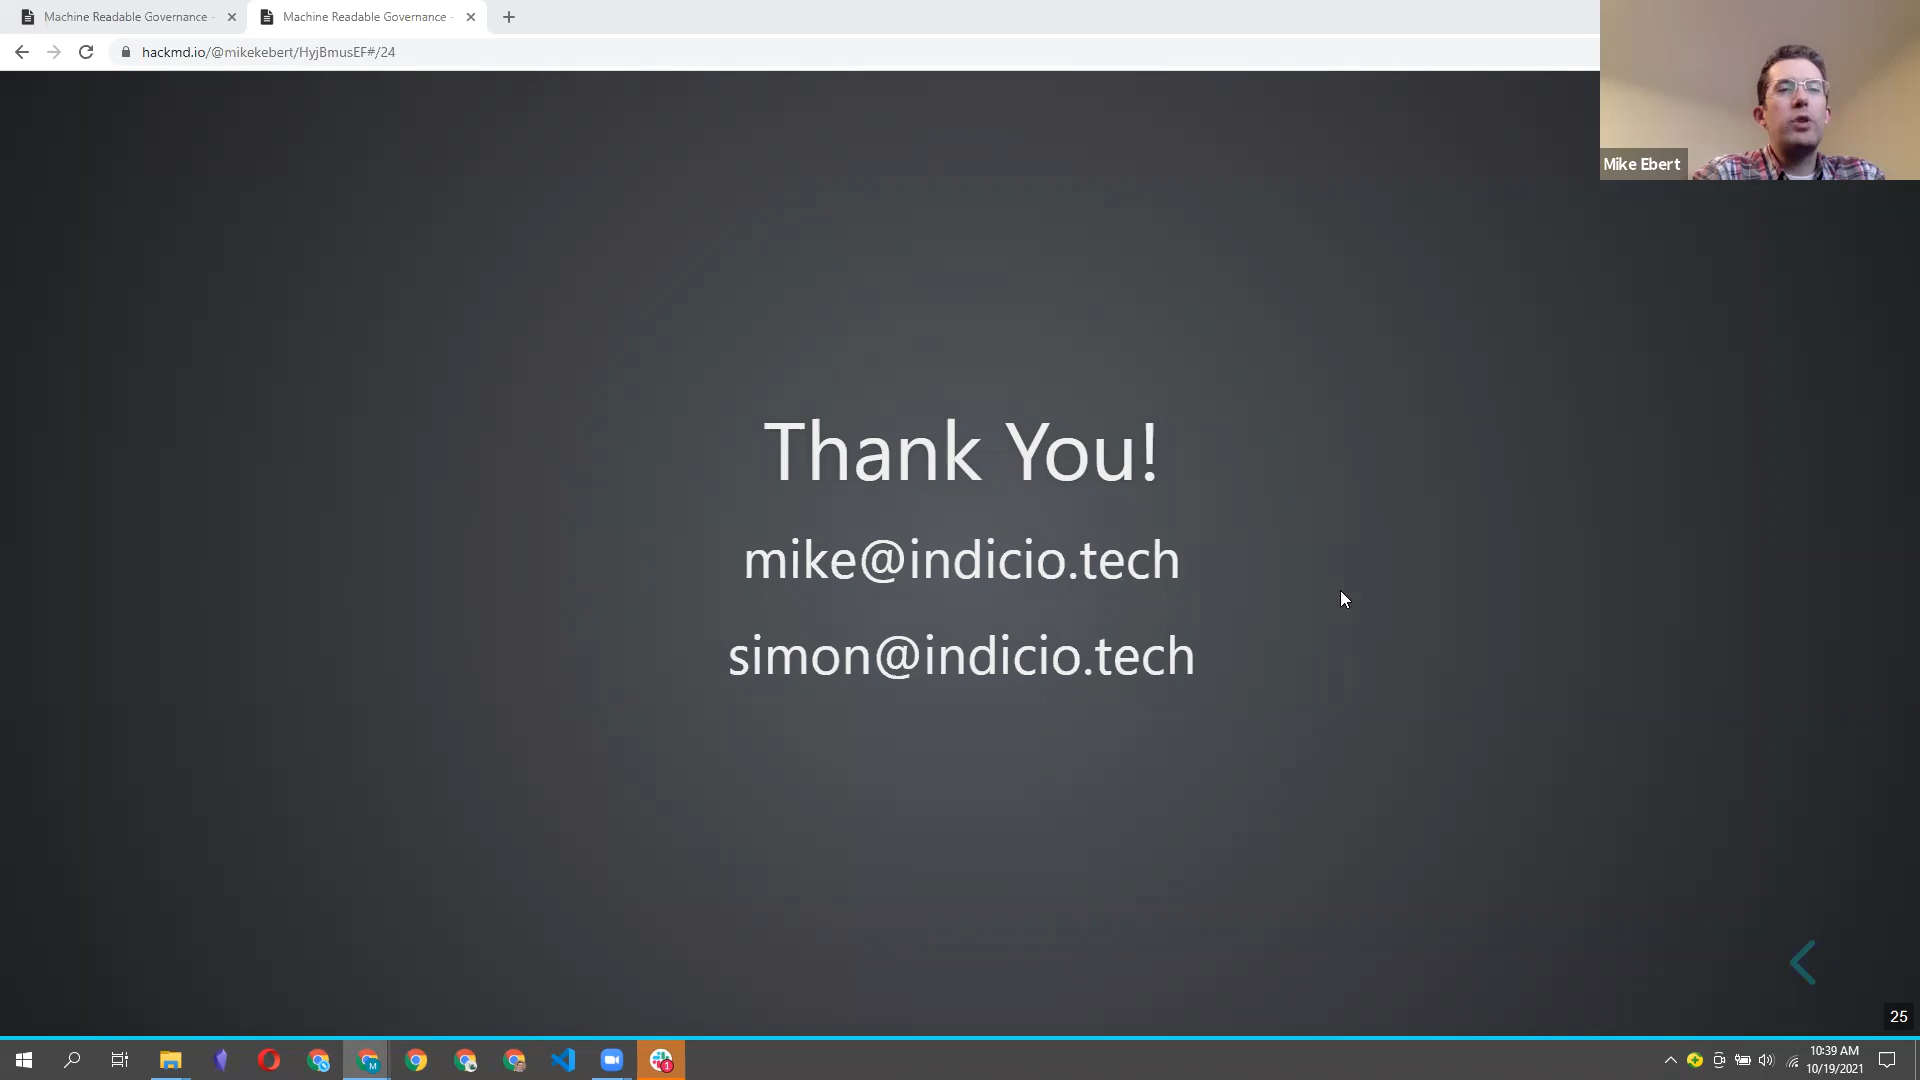 Machine Readable Governance -
Machine Readable Governance -
hackmd.io/@mikekebert/HyjBmusEF#/24
Mike Ebert
Thank You!
mike@indicio.tech
simon@indicio.tech
25
M
1
10:39 AM
10/19/2021